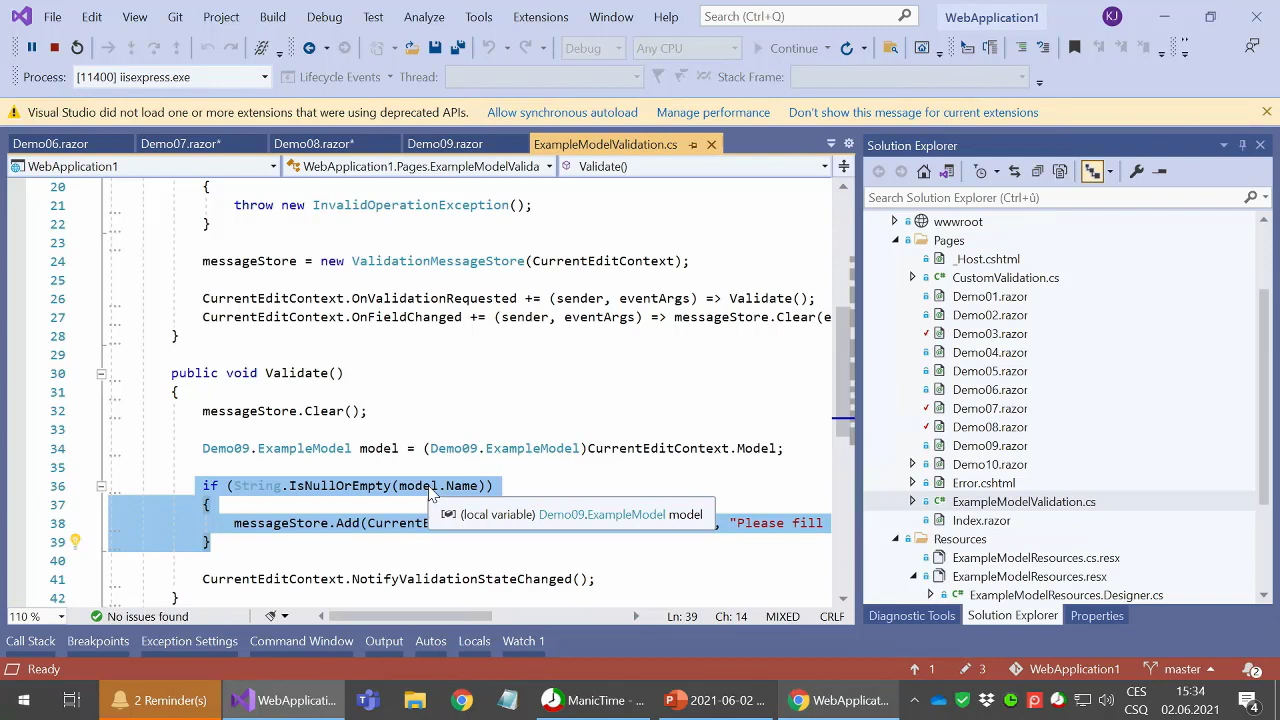 File Edit View Git Project Build Debug Test Analyze Tools Extensions Window Help Search (Ctrl+Q) WebApplication1 KJ
Debug Any CPU Continue
Process: [11400] iisexpress.exe Lifecycle Events Thread: Stack Frame:
Visual Studio did not load one or more extensions that were using deprecated APIs. Allow synchronous autoload Manage performance Don't show this message for current extensions
Demo06.razor Demo07.razor* Demo08.razor* Demo09.razor ExampleModelValidation.cs
WebApplication1 WebApplication1.Pages.ExampleModelValida Validate()
20 {
21 throw new InvalidOperationException();
22 }
23
24 messageStore = new ValidationMessageStore(CurrentEditContext);
25
26 CurrentEditContext.OnValidationRequested += (sender, eventArgs) => Validate();
27 CurrentEditContext.OnFieldChanged += (sender, eventArgs) => messageStore.Clear(e
28 }
29
30 public void Validate()
31 {
32 messageStore.Clear();
33
34 Demo09.ExampleModel model = (Demo09.ExampleModel)CurrentEditContext.Model;
35
36 if (String.IsNullOrEmpty(model.Name))
37 {
(local variable) Demo09.ExampleModel model
38 messageStore.Add(CurrentE , "Please fill
39 }
40
41 CurrentEditContext.NotifyValidationStateChanged();
42 }
110 % No issues found Ln: 39 Ch: 14 MIXED CRLF
Solution Explorer
Search Solution Explorer (Ctrl+ů)
wwwroot
Pages
_Host.cshtml
C# CustomValidation.cs
Demo01.razor
Demo02.razor
Demo03.razor
Demo04.razor
Demo05.razor
Demo06.razor
Demo07.razor
Demo08.razor
Demo09.razor
Demo10.razor
Error.cshtml
C# ExampleModelValidation.cs
Index.razor
Resources
ExampleModelResources.cs.resx
ExampleModelResources.resx
C# ExampleModelResources.Designer.cs
Diagnostic Tools Solution Explorer Properties
Call Stack Breakpoints Exception Settings Command Window Output Autos Locals Watch 1
Ready 1 3 WebApplication1 master 2
2 Reminder(s) WebApplicati... ManicTime - ... 2021-06-02 ... WebApplicati... CES CSQ 15:34 02.06.2021 4